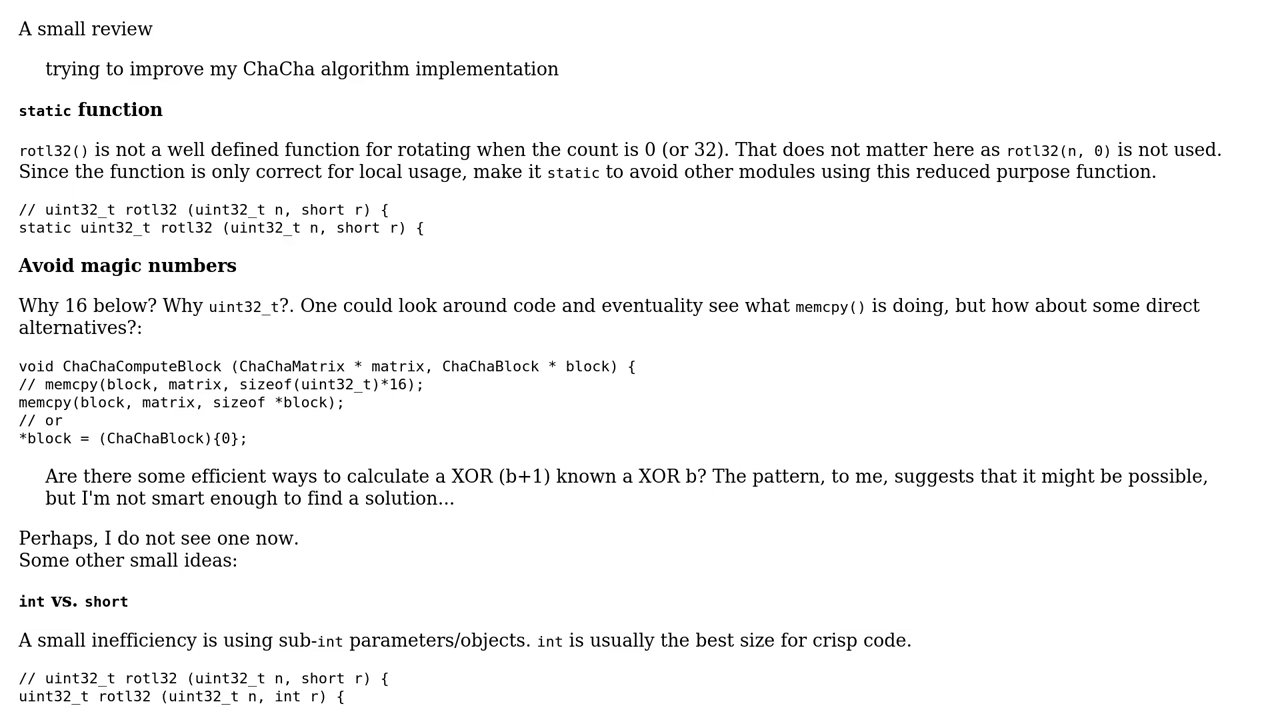 A small review
trying to improve my ChaCha algorithm implementation
static function
rotl32() is not a well defined function for rotating when the count is 0 (or 32). That does not matter here as rotl32(n, 0) is not used.
Since the function is only correct for local usage, make it static to avoid other modules using this reduced purpose function.
// uint32_t rotl32 (uint32_t n, short r) {
static uint32_t rotl32 (uint32_t n, short r) {
Avoid magic numbers
Why 16 below? Why uint32_t?. One could look around code and eventuality see what memcpy() is doing, but how about some direct
alternatives?:
void ChaChaComputeBlock (ChaChaMatrix * matrix, ChaChaBlock * block) {
// memcpy(block, matrix, sizeof(uint32_t)*16);
memcpy(block, matrix, sizeof *block);
// or
*block = (ChaChaBlock){0};
Are there some efficient ways to calculate a XOR (b+1) known a XOR b? The pattern, to me, suggests that it might be possible,
but I'm not smart enough to find a solution...
Perhaps, I do not see one now.
Some other small ideas:
int vs. short
A small inefficiency is using sub-int parameters/objects. int is usually the best size for crisp code.
// uint32_t rotl32 (uint32_t n, short r) {
uint32_t rotl32 (uint32_t n, int r) {